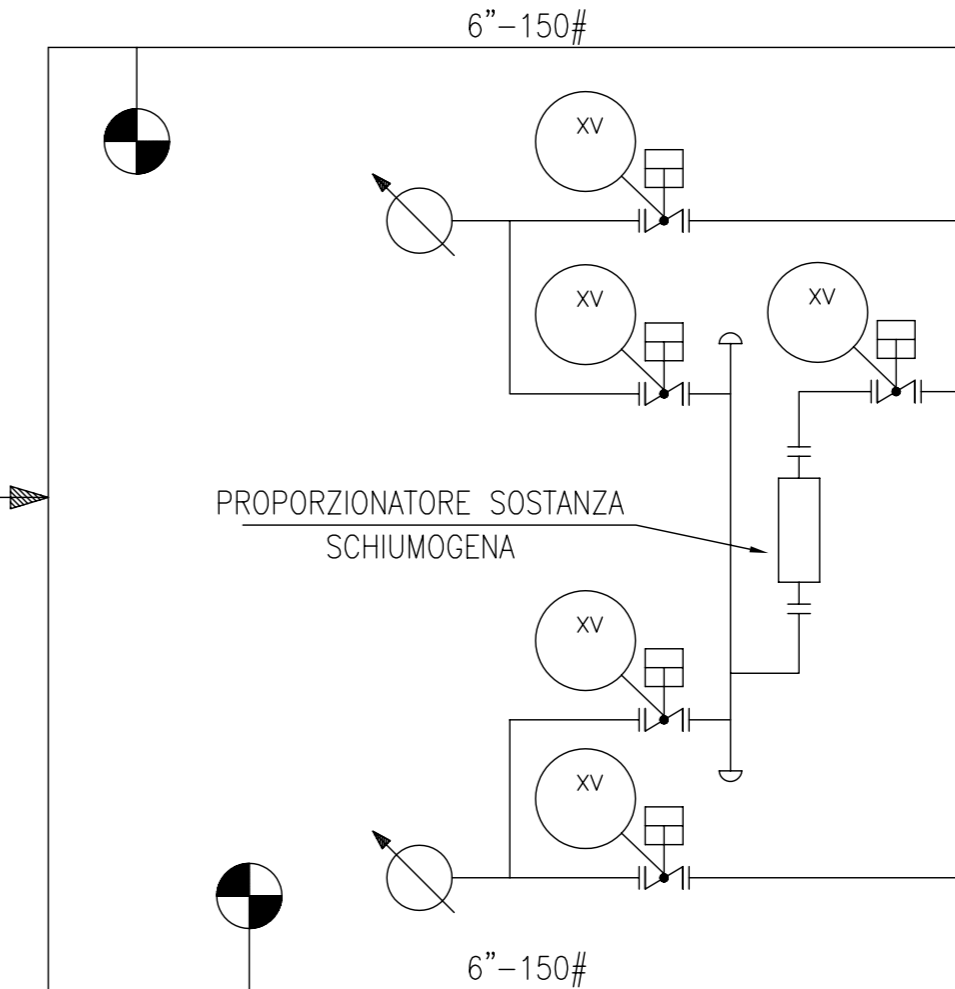 6”-150#
XV
XV
XV
PROPORZIONATORE SOSTANZA
SCHIUMOGENA
XV
XV
6”-150#